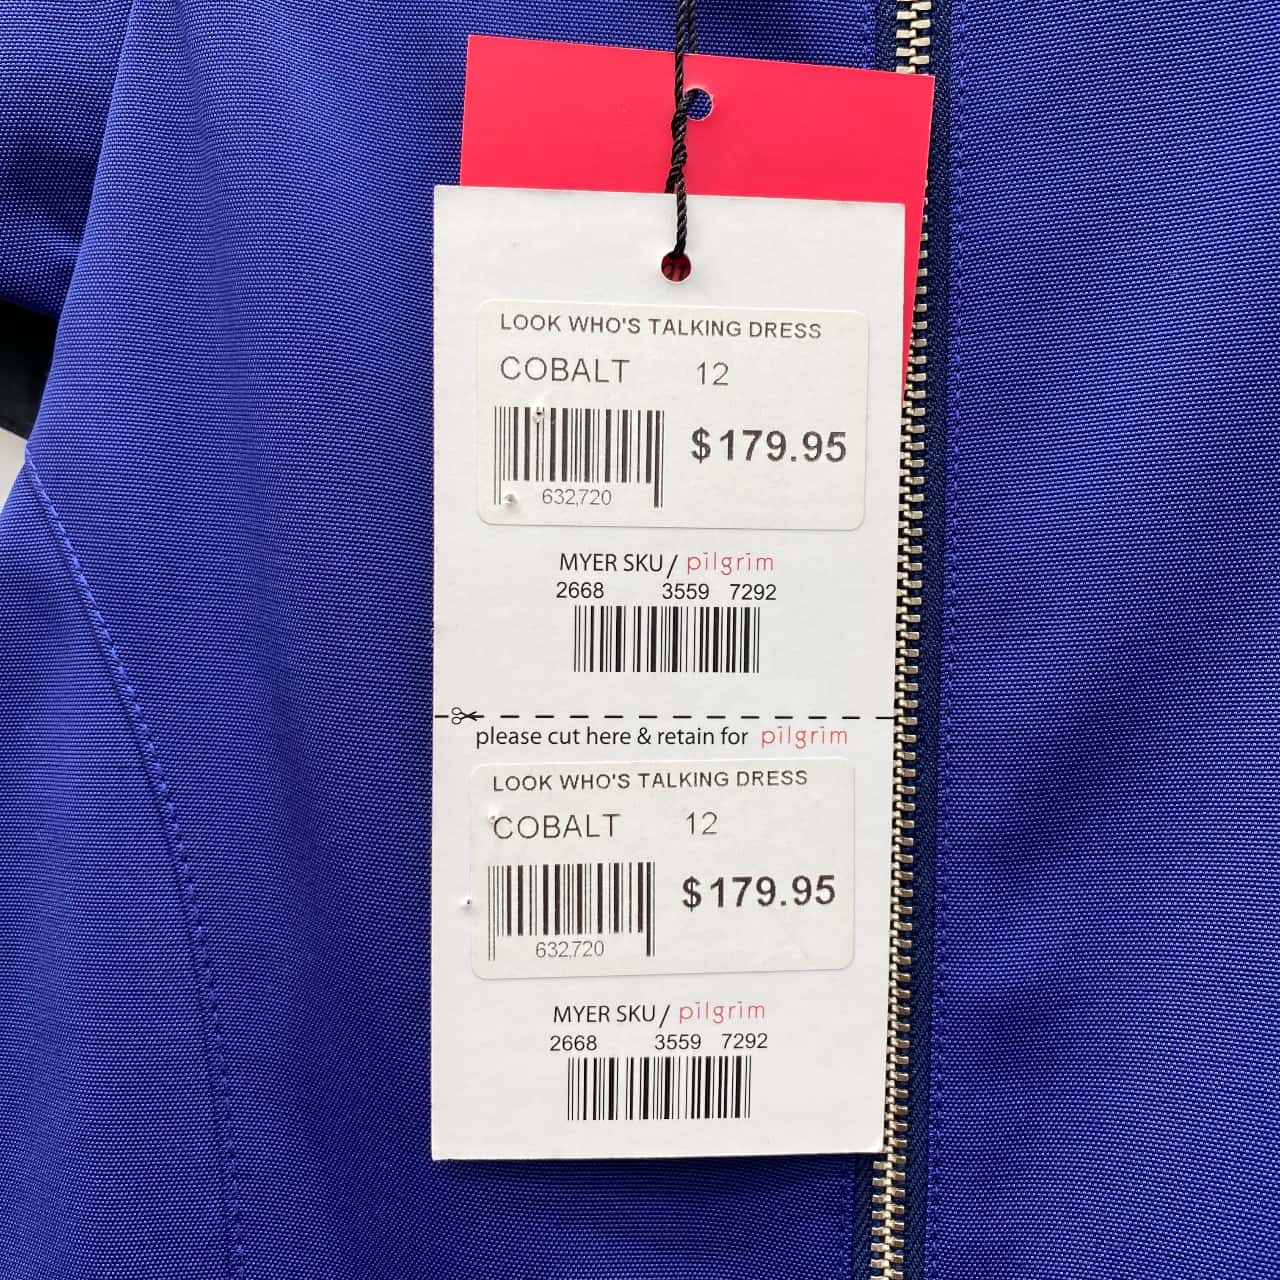 LOOK WHO'S TALKING DRESS
COBALT 12
$179.95
632,720
MYER SKU / pilgrim
2668 3559 7292
please cut here & retain for pilgrim
LOOK WHO'S TALKING DRESS
COBALT 12
$179.95
632,720
MYER SKU / pilgrim
2668 3559 7292